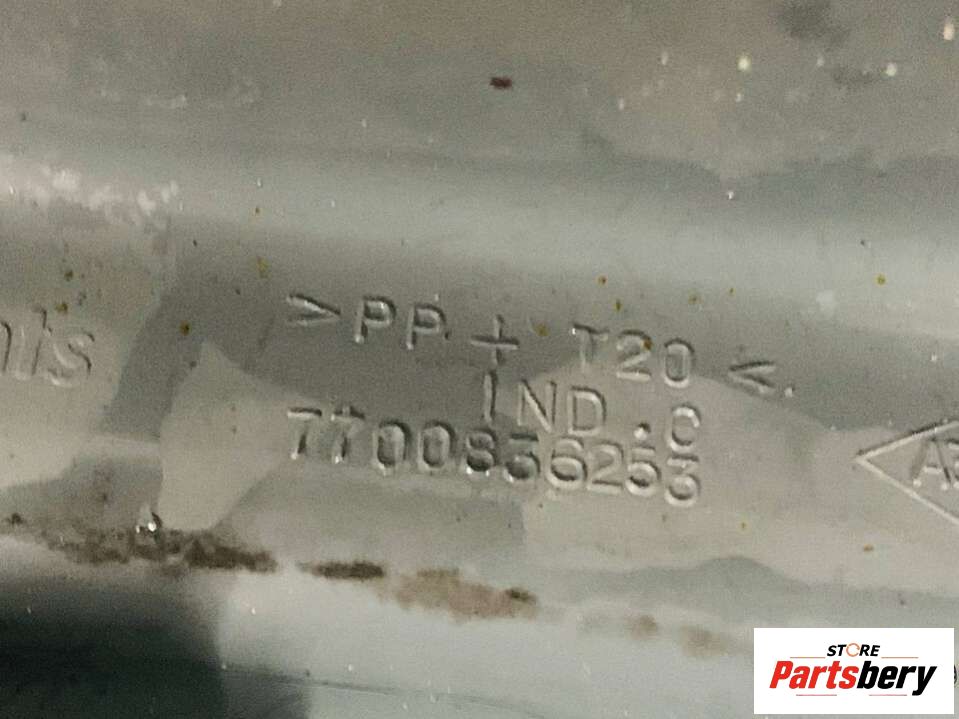 >PP + T20<.
IND.C
7700836253
STORE
Partsbery